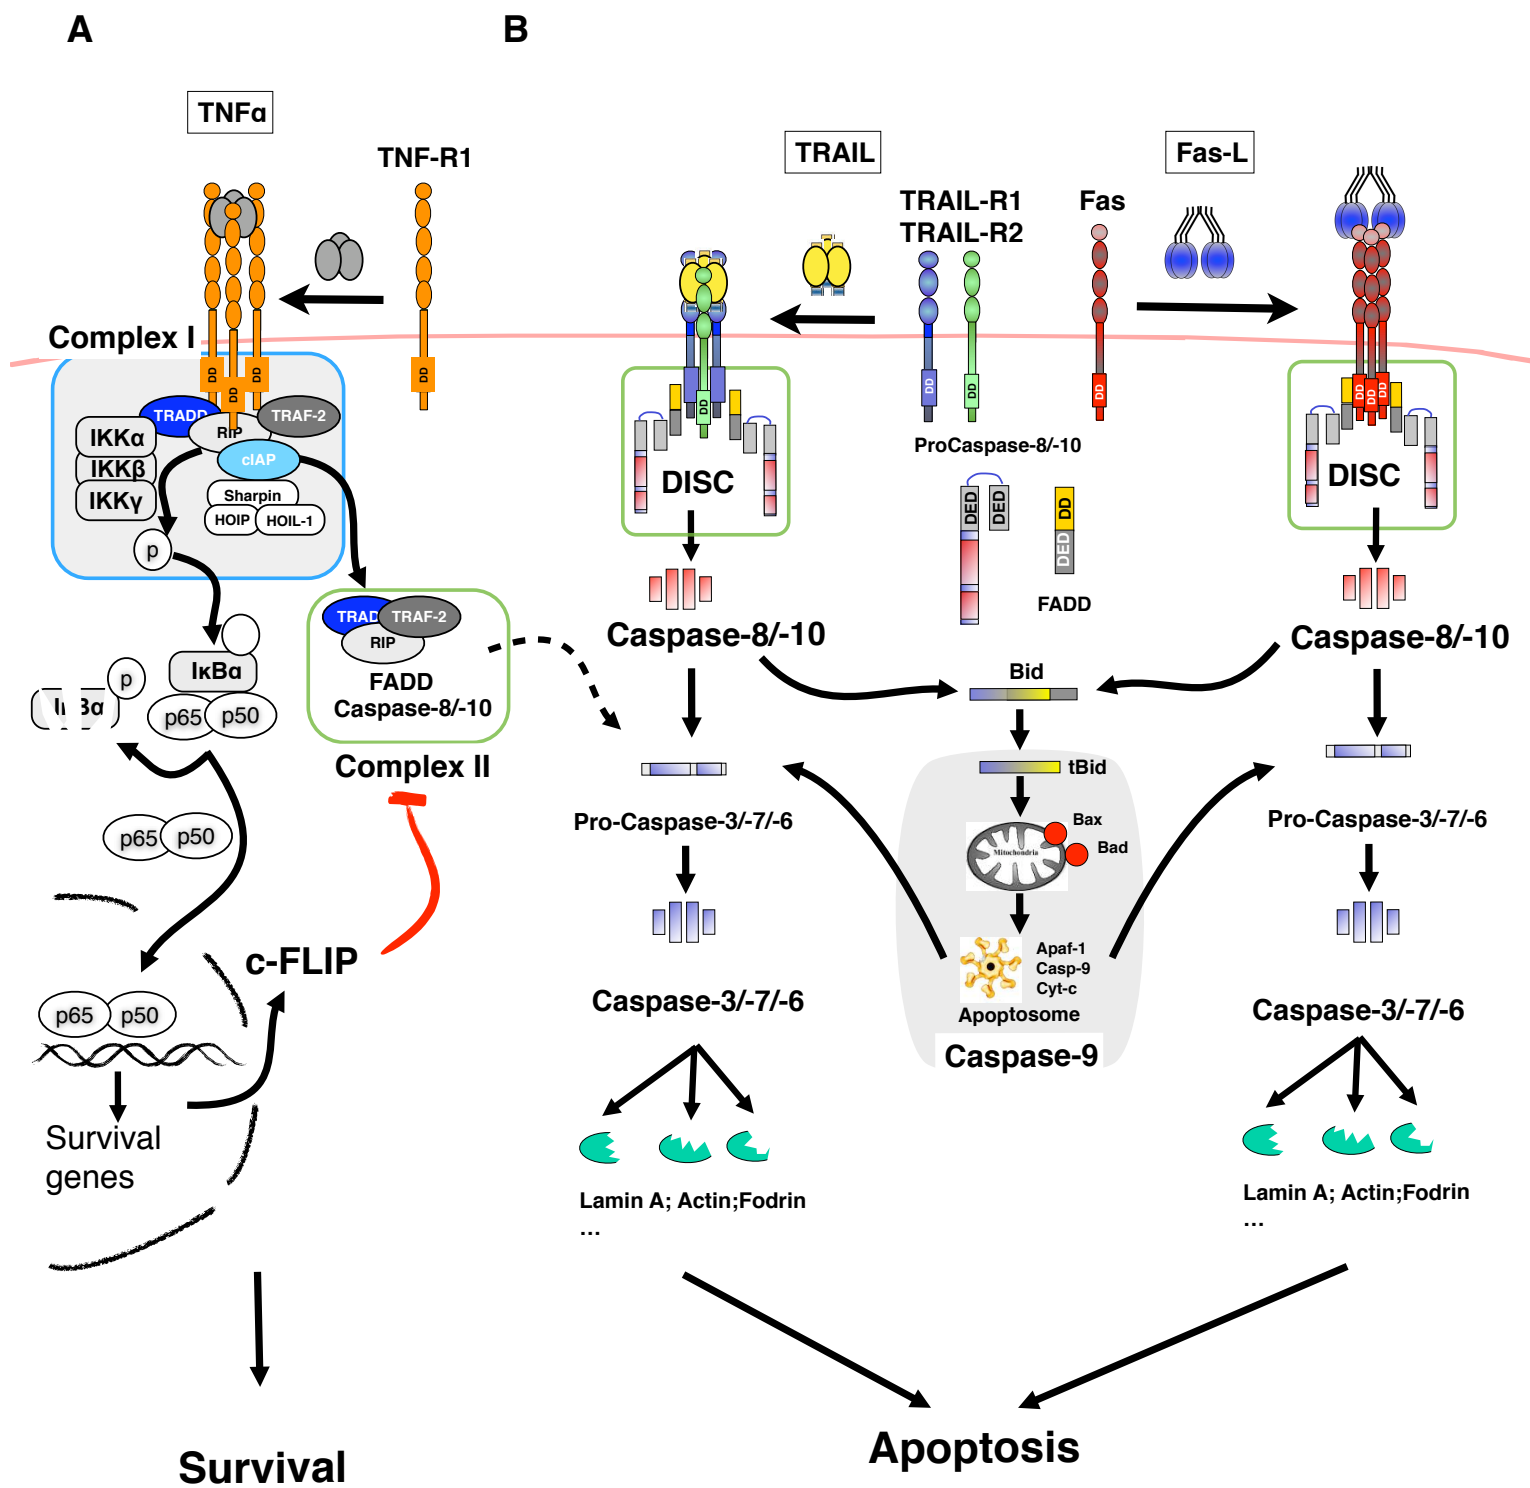 A
B
TNFα
TNF-R1
TRAIL
Fas-L
TRAIL-R1
TRAIL-R2
Fas
Complex I
DD
DD
DD
DD
DD
DD
DD
DD
DD
DD
DD
TRADD
TRAF-2
RIP
cIAP
IKKα
IKKβ
IKKγ
Sharpin
HOIP
HOIL-1
p
ProCaspase-8/-10
DED
DED
DD
DED
FADD
DISC
DISC
TRAD
TRAF-2
RIP
FADD
Caspase-8/-10
Complex II
IκBα
p
p65
p50
p65
p50
p65
p50
Caspase-8/-10
Caspase-8/-10
Bid
tBid
Bax
Bad
Mitochondria
Pro-Caspase-3/-7/-6
Pro-Caspase-3/-7/-6
c-FLIP
Apaf-1
Casp-9
Cyt-c
Apoptosome
Caspase-9
Caspase-3/-7/-6
Caspase-3/-7/-6
Survival
genes
Lamin A; Actin;Fodrin
...
Lamin A; Actin;Fodrin
...
Survival
Apoptosis